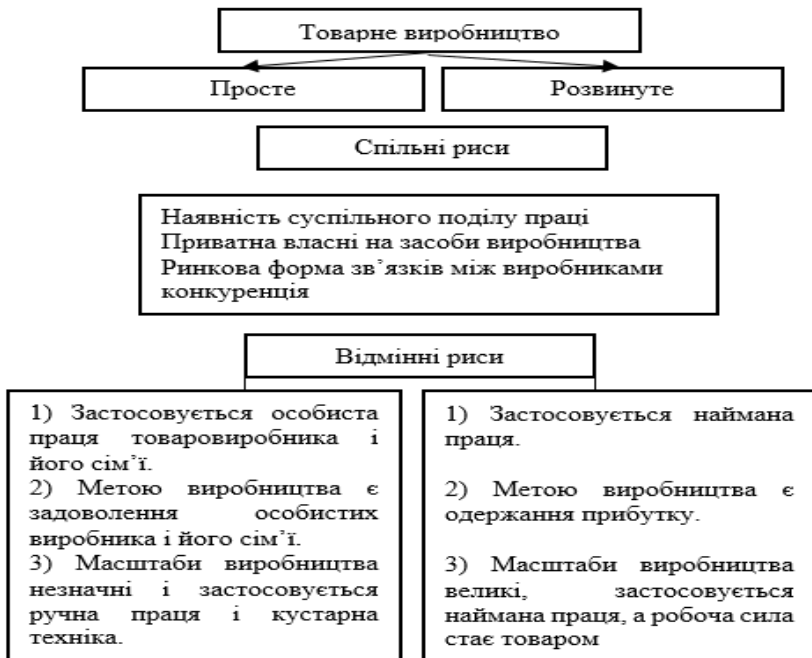 Товарне виробництво
Просте
Розвинуте
Спільні риси
Наявність суспільного поділу праці
Приватна власні на засоби виробництва
Ринкова форма зв’язків між виробниками
конкуренція
Відмінні риси
1) Застосовується особиста
праця товаровиробника і
його сім’ї.
2) Метою виробництва є
задоволення особистих
виробника і його сім’ї.
3) Масштаби виробництва
незначні і застосовується
ручна праця і кустарна
техніка.
1) Застосовується наймана
праця.
2) Метою виробництва є
одержання прибутку.
3) Масштаби виробництва
великі, застосовується
наймана праця, а робоча сила
стає товаром